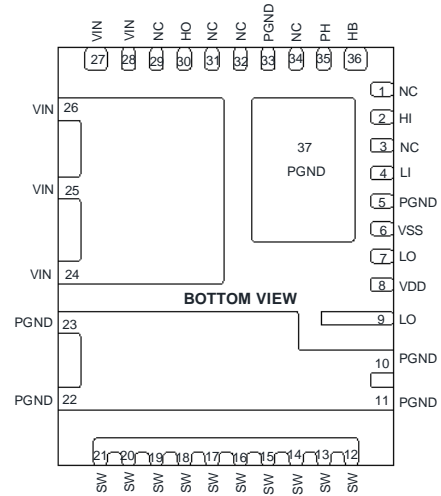 VIN VIN NC HO NC NC PGND NC PH HB
27 28 29 30 31 32 33 34 35 36
1 NC
VIN 26
2 HI
3 NC
37
PGND
4 LI
VIN 25
5 PGND
6 VSS
7 LO
VIN 24
8 VDD
BOTTOM VIEW
PGND 23
9 LO
10 PGND
PGND 22
11 PGND
21 20 19 18 17 16 15 14 13 12
SW SW SW SW SW SW SW SW SW SW